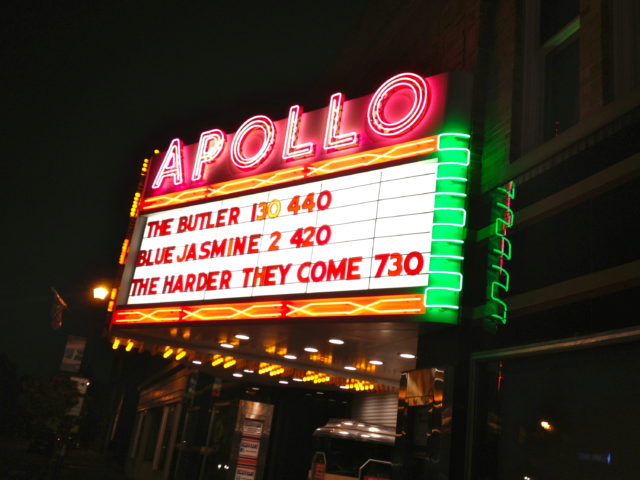 APOLLO
THE BUTLER 130 440
BLUE JASMINE 2 420
THE HARDER THEY COME 730